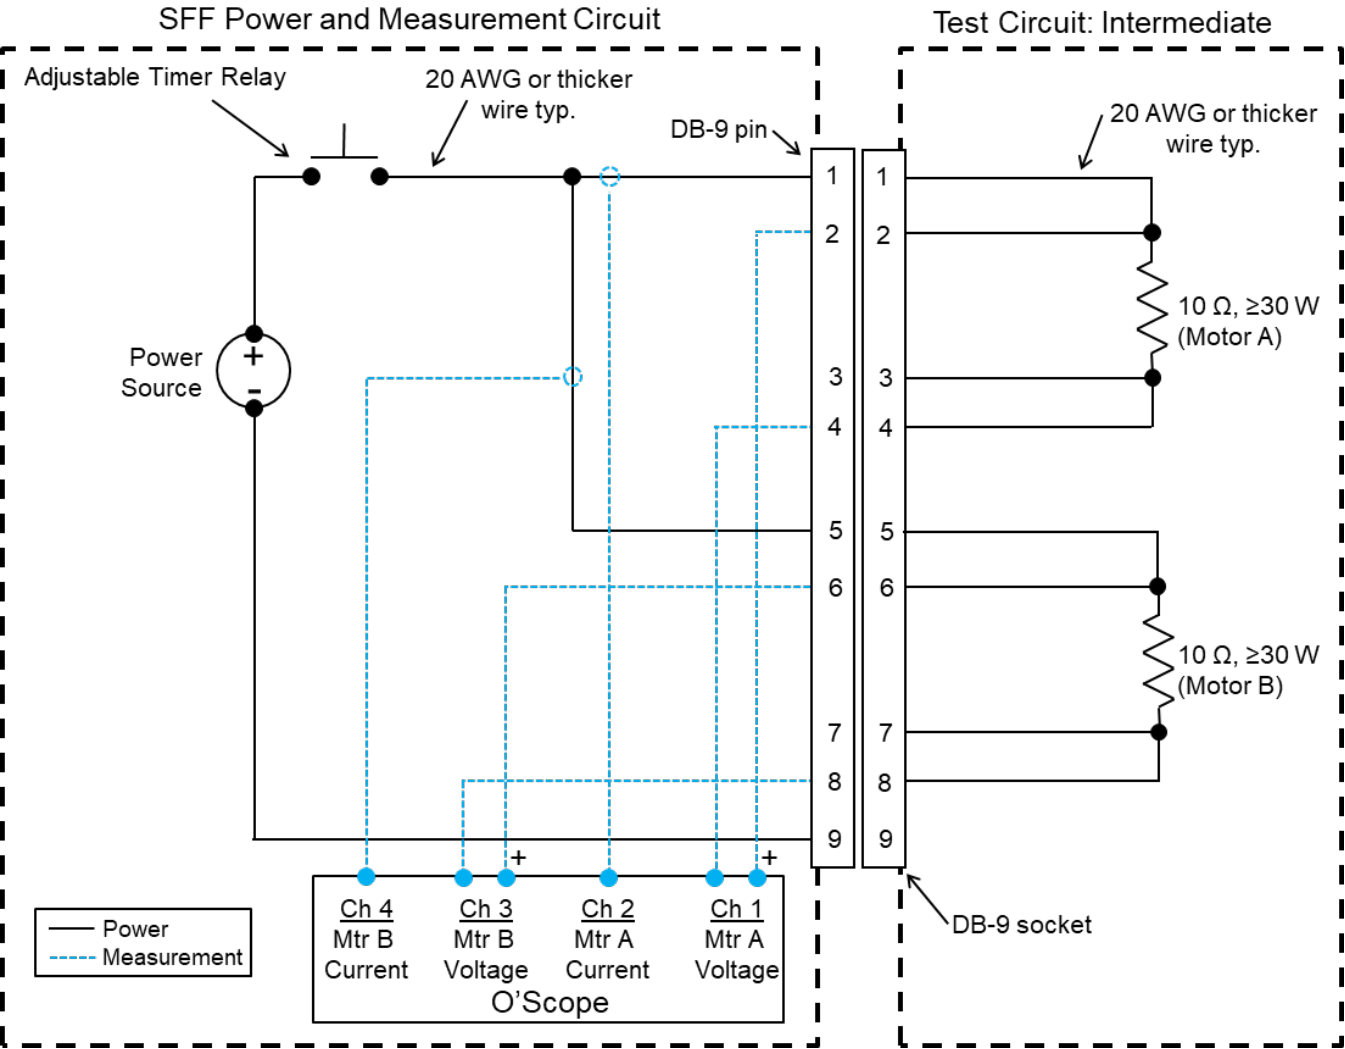 SFF Power and Measurement Circuit
Test Circuit: Intermediate
Adjustable Timer Relay
20 AWG or thicker
wire typ.
DB-9 pin
20 AWG or thicker
wire typ.
1
1
2
2
10 Ω, ≥30 W
(Motor A)
+
-
Power
Source
3
3
4
4
5
5
6
6
10 Ω, ≥30 W
(Motor B)
7
7
8
8
9
9
+
+
Ch 4
Mtr B
Current
Ch 3
Mtr B
Voltage
Ch 2
Mtr A
Current
Ch 1
Mtr A
Voltage
O'Scope
DB-9 socket
Power
Measurement